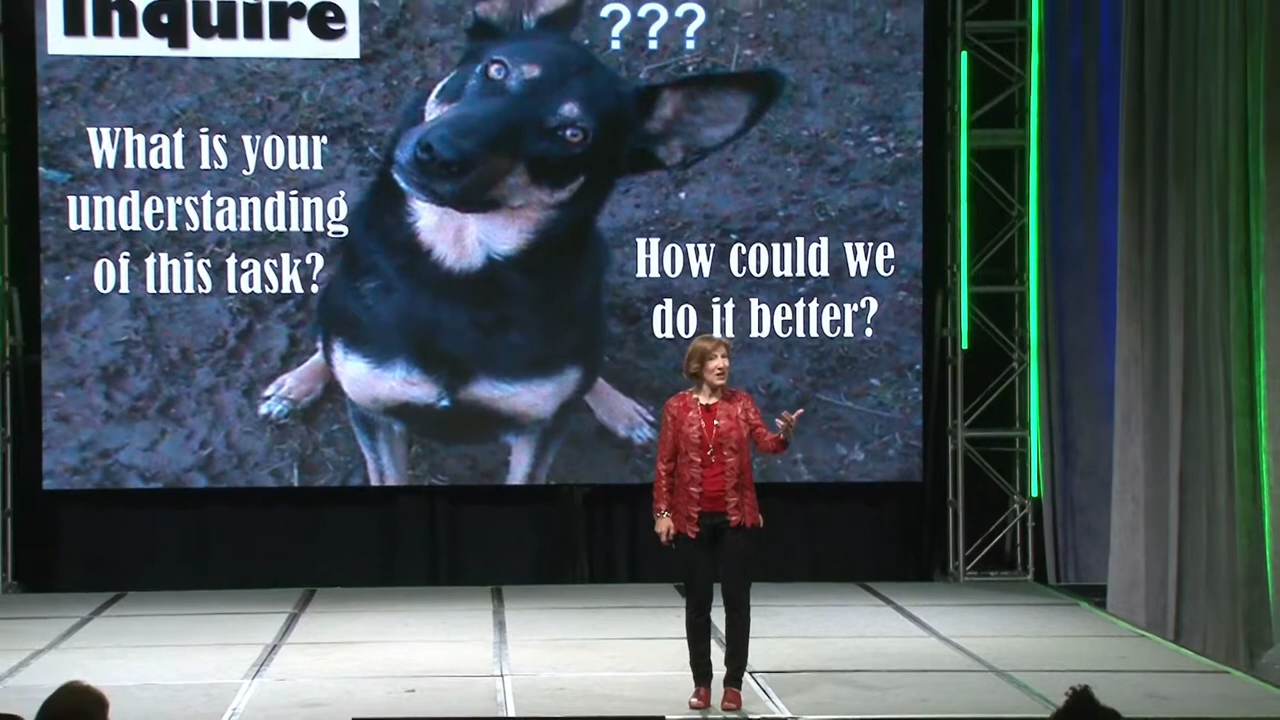 Inquire
???
What is your
understanding
of this task?
How could we
do it better?